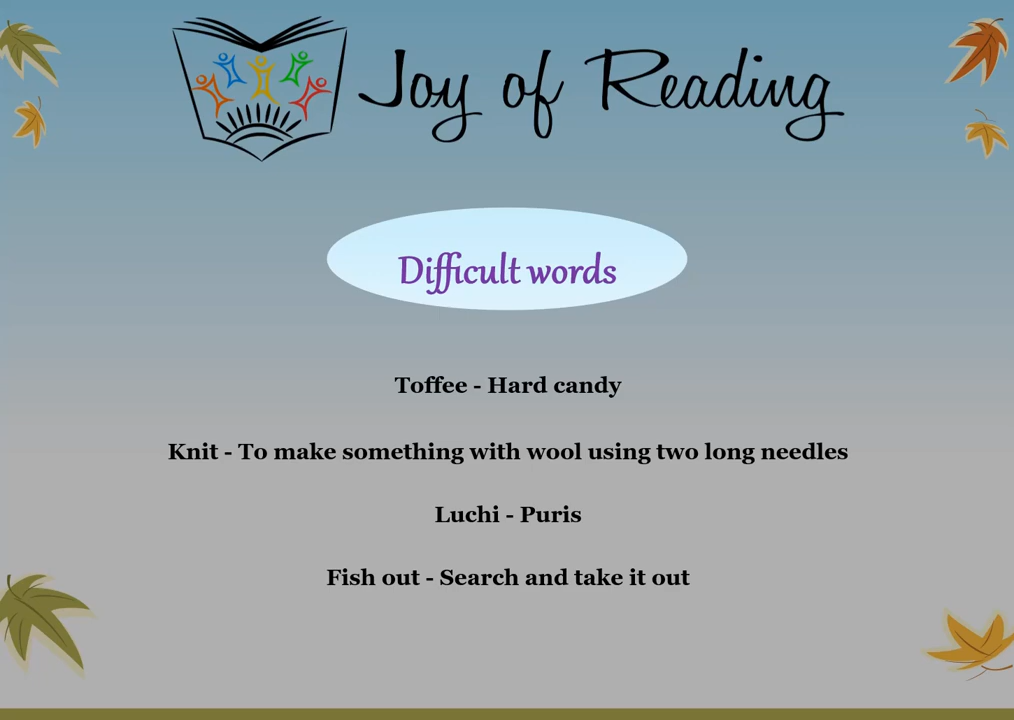 Joy of Reading
Difficult words
Toffee - Hard candy
Knit - To make something with wool using two long needles
Luchi - Puris
Fish out - Search and take it out